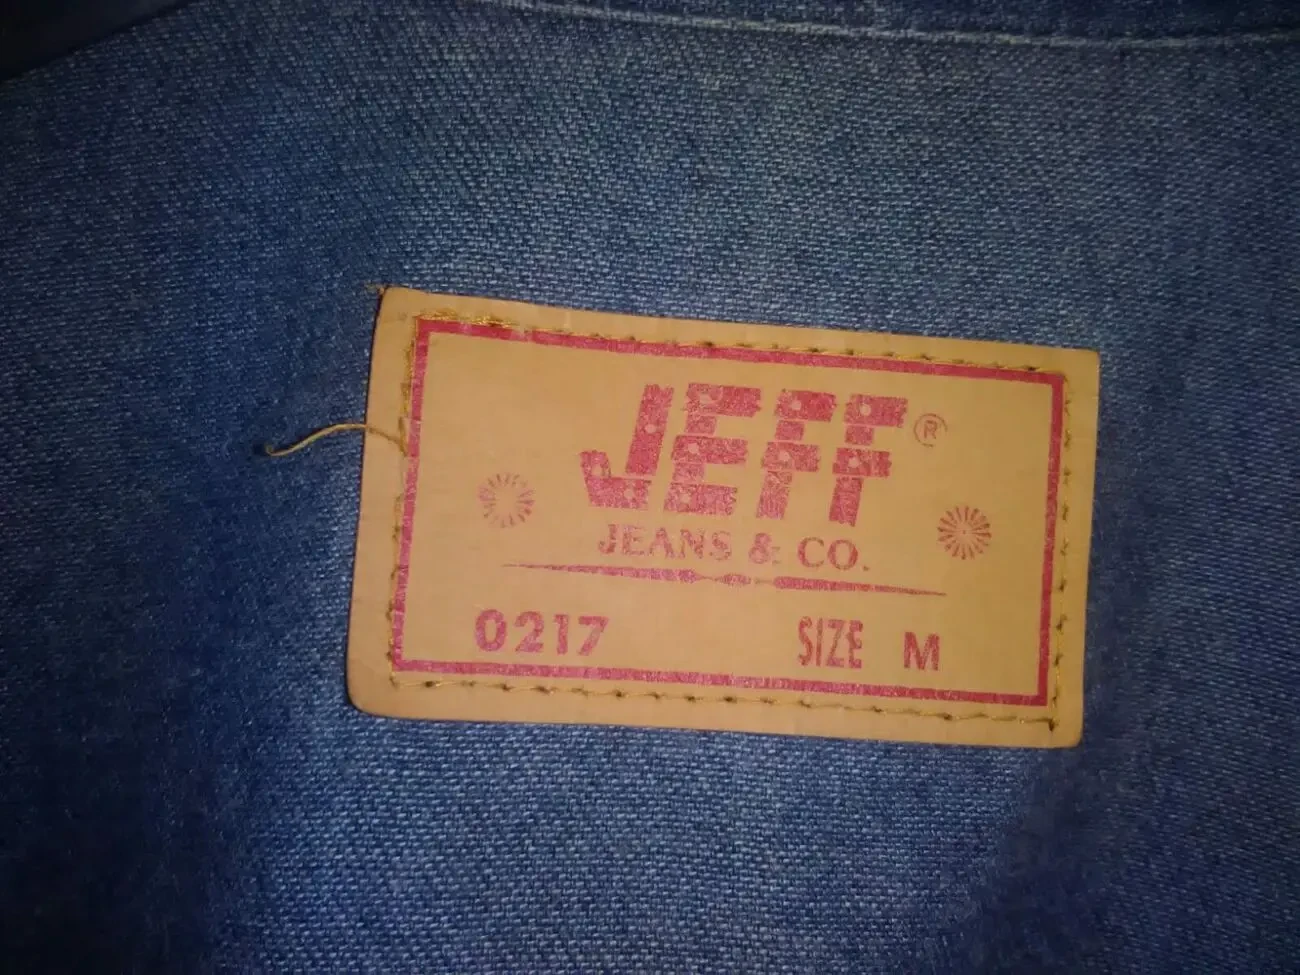 JEFF®
JEANS & CO.
0217 SIZE M